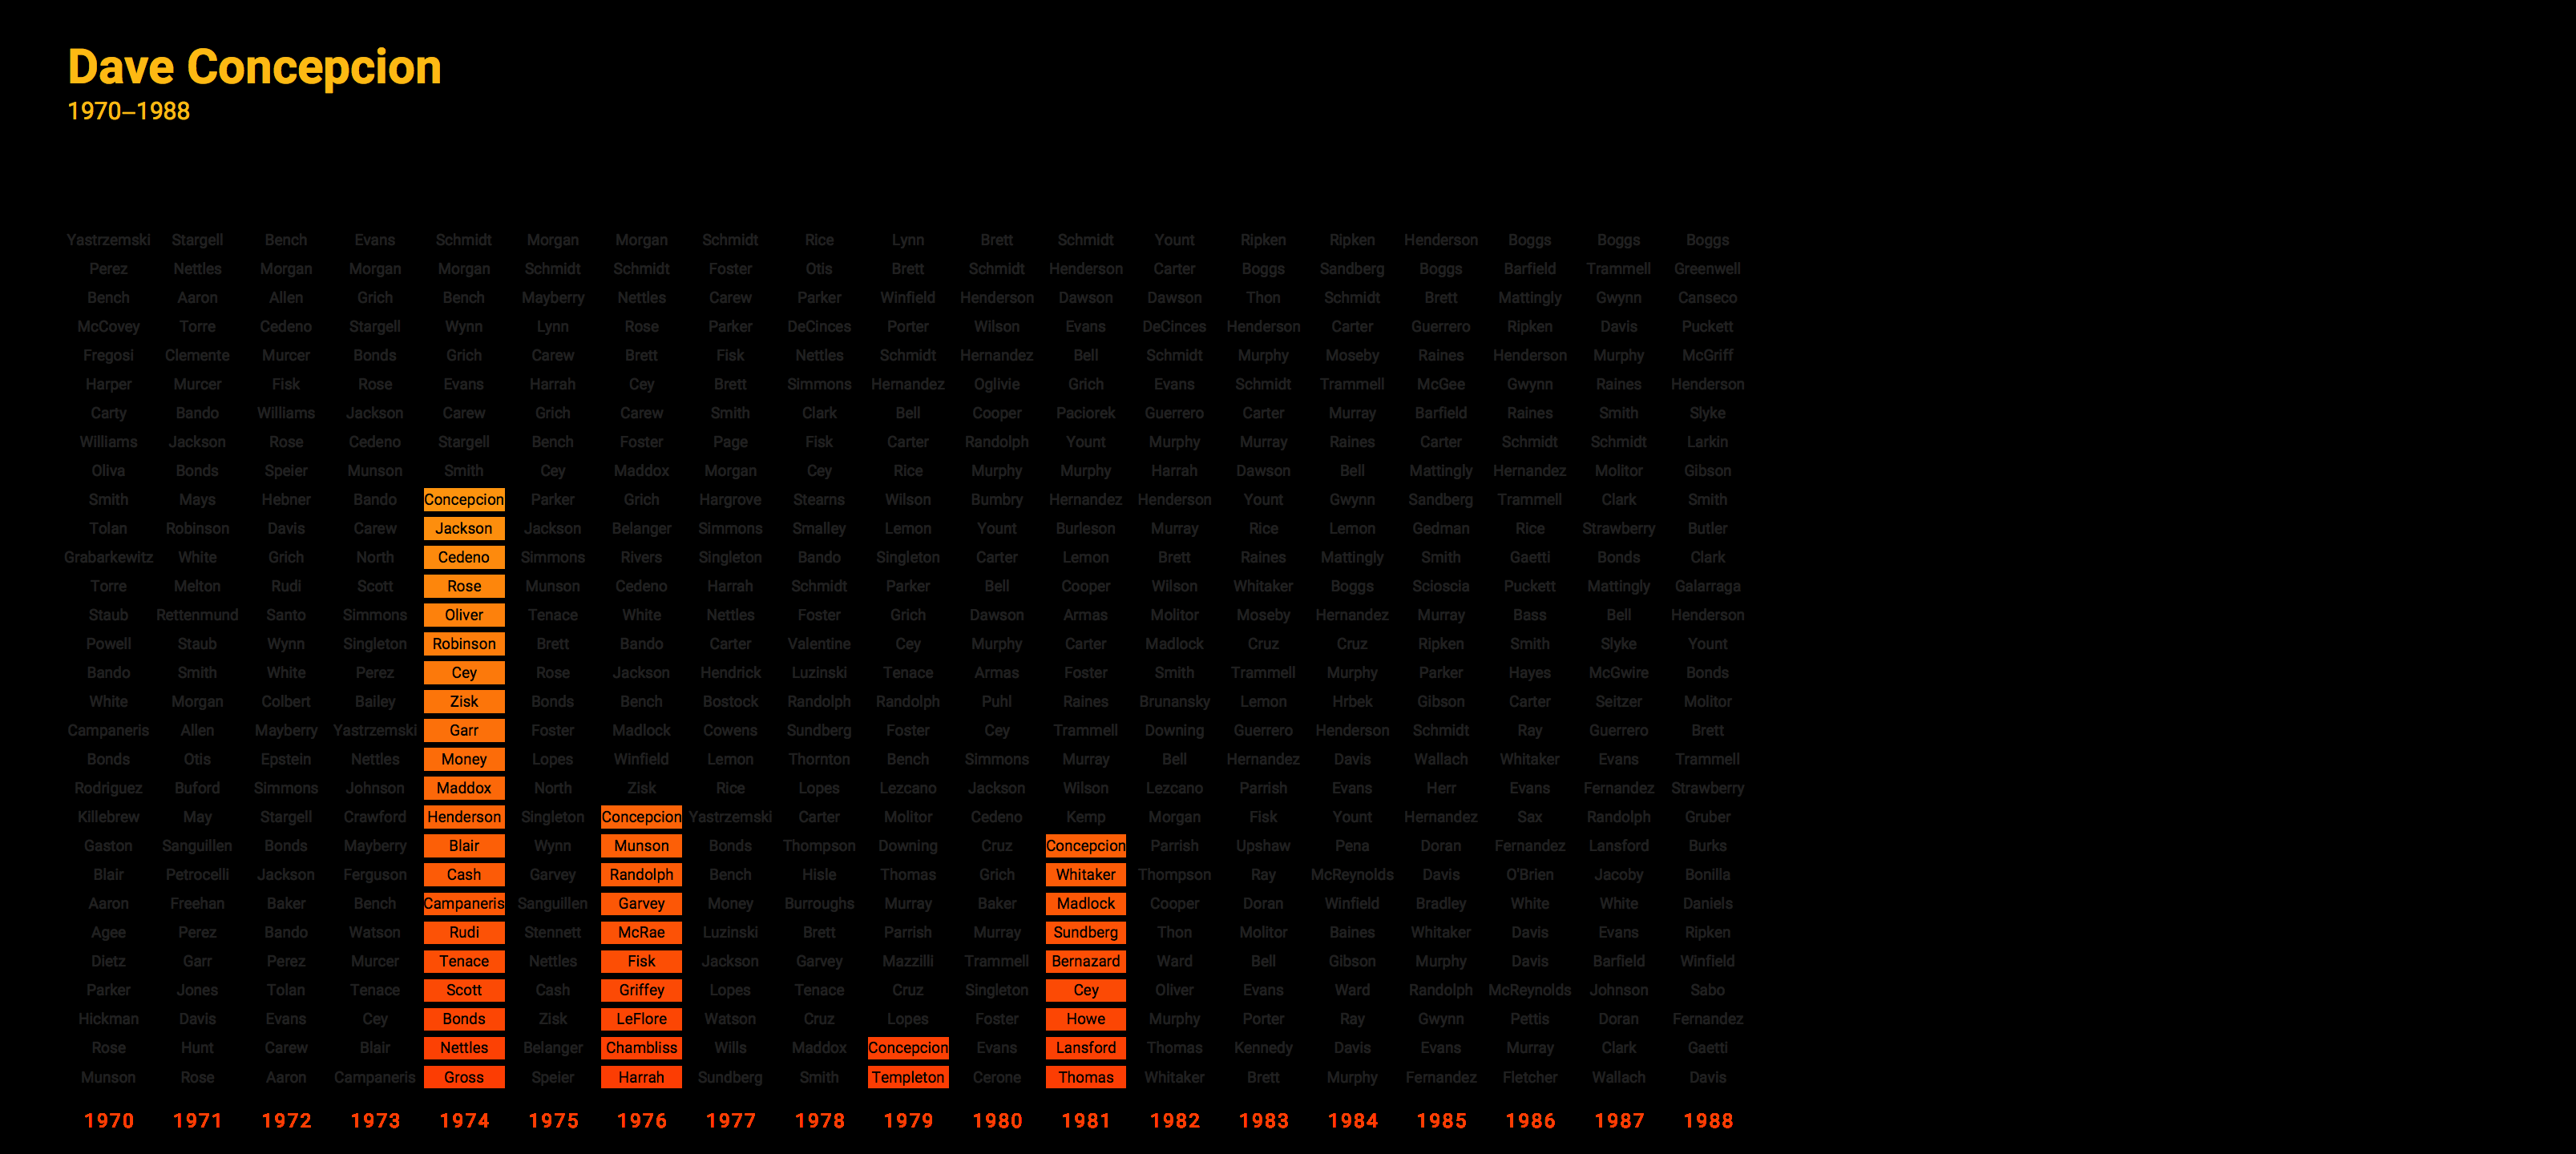 Dave Concepcion
1970–1988
Yastrzemski Stargell Bench Evans Schmidt Morgan Morgan Schmidt Rice Lynn Brett Schmidt Yount Ripken Ripken Henderson Boggs Boggs Boggs
Perez Nettles Morgan Morgan Morgan Schmidt Schmidt Foster Otis Brett Schmidt Henderson Carter Boggs Sandberg Boggs Barfield Trammell Greenwell
Bench Aaron Allen Grich Bench Mayberry Nettles Carew Parker Winfield Henderson Dawson Dawson Thon Schmidt Brett Mattingly Gwynn Canseco
McCovey Torre Cedeno Stargell Wynn Lynn Rose Parker DeCinces Porter Wilson Evans DeCinces Henderson Carter Guerrero Ripken Davis Puckett
Fregosi Clemente Murcer Bonds Grich Carew Brett Fisk Nettles Schmidt Hernandez Bell Schmidt Murphy Moseby Raines Henderson Murphy McGriff
Harper Murcer Fisk Rose Evans Harrah Cey Brett Simmons Hernandez Oglivie Grich Evans Schmidt Trammell McGee Gwynn Raines Henderson
Carty Bando Williams Jackson Carew Grich Carew Smith Clark Bell Cooper Paciorek Guerrero Carter Murray Barfield Raines Smith Slyke
Williams Jackson Rose Cedeno Stargell Bench Foster Page Fisk Carter Randolph Yount Murphy Murray Raines Carter Schmidt Schmidt Larkin
Oliva Bonds Speier Munson Smith Cey Maddox Morgan Cey Rice Murphy Murphy Harrah Dawson Bell Mattingly Hernandez Molitor Gibson
Smith Mays Hebner Bando Concepcion Parker Grich Hargrove Stearns Wilson Bumbry Hernandez Henderson Yount Gwynn Sandberg Trammell Clark Smith
Tolan Robinson Davis Carew Jackson Jackson Belanger Simmons Smalley Lemon Yount Burleson Murray Rice Lemon Gedman Rice Strawberry Butler
Grabarkewitz White Grich North Cedeno Simmons Rivers Singleton Bando Singleton Carter Lemon Brett Raines Mattingly Smith Gaetti Bonds Clark
Torre Melton Rudi Scott Rose Munson Cedeno Harrah Schmidt Parker Bell Cooper Wilson Whitaker Boggs Scioscia Puckett Mattingly Galarraga
Staub Rettenmund Santo Simmons Oliver Tenace White Nettles Foster Grich Dawson Armas Molitor Moseby Hernandez Murray Bass Bell Henderson
Powell Staub Wynn Singleton Robinson Brett Bando Carter Valentine Cey Murphy Carter Madlock Cruz Cruz Ripken Smith Slyke Yount
Bando Smith White Perez Cey Rose Jackson Hendrick Luzinski Tenace Armas Foster Smith Trammell Murphy Parker Hayes McGwire Bonds
White Morgan Colbert Bailey Zisk Bonds Bench Bostock Randolph Randolph Puhl Raines Brunansky Lemon Hrbek Gibson Carter Seitzer Molitor
Campaneris Allen Mayberry Yastrzemski Garr Foster Madlock Cowens Sundberg Foster Cey Trammell Downing Guerrero Henderson Schmidt Ray Guerrero Brett
Bonds Otis Epstein Nettles Money Lopes Winfield Lemon Thornton Bench Simmons Murray Bell Hernandez Davis Wallach Whitaker Evans Trammell
Rodriguez Buford Simmons Johnson Maddox North Zisk Rice Lopes Lezcano Jackson Wilson Lezcano Parrish Evans Herr Evans Fernandez Strawberry
Killebrew May Stargell Crawford Henderson Singleton Concepcion Yastrzemski Carter Molitor Cedeno Kemp Morgan Fisk Yount Hernandez Sax Randolph Gruber
Gaston Sanguillen Bonds Mayberry Blair Wynn Munson Bonds Thompson Downing Cruz Concepcion Parrish Upshaw Pena Doran Fernandez Lansford Burks
Blair Petrocelli Jackson Ferguson Cash Garvey Randolph Bench Hisle Thomas Grich Whitaker Thompson Ray McReynolds Davis O'Brien Jacoby Bonilla
Aaron Freehan Baker Bench Campaneris Sanguillen Garvey Money Burroughs Murray Baker Madlock Cooper Doran Winfield Bradley White White Daniels
Agee Perez Bando Watson Rudi Stennett McRae Luzinski Brett Parrish Murray Sundberg Thon Molitor Baines Whitaker Davis Evans Ripken
Dietz Garr Perez Murcer Tenace Nettles Fisk Jackson Garvey Mazzilli Trammell Bernazard Ward Bell Gibson Murphy Davis Barfield Winfield
Parker Jones Tolan Tenace Scott Cash Griffey Lopes Tenace Cruz Singleton Cey Oliver Evans Ward Randolph McReynolds Johnson Sabo
Hickman Davis Evans Cey Bonds Zisk LeFlore Watson Cruz Lopes Foster Howe Murphy Porter Ray Gwynn Pettis Doran Fernandez
Rose Hunt Carew Blair Nettles Belanger Chambliss Wills Maddox Concepcion Evans Lansford Thomas Kennedy Davis Evans Murray Clark Gaetti
Munson Rose Aaron Campaneris Gross Speier Harrah Sundberg Smith Templeton Cerone Thomas Whitaker Brett Murphy Fernandez Fletcher Wallach Davis
1970 1971 1972 1973 1974 1975 1976 1977 1978 1979 1980 1981 1982 1983 1984 1985 1986 1987 1988